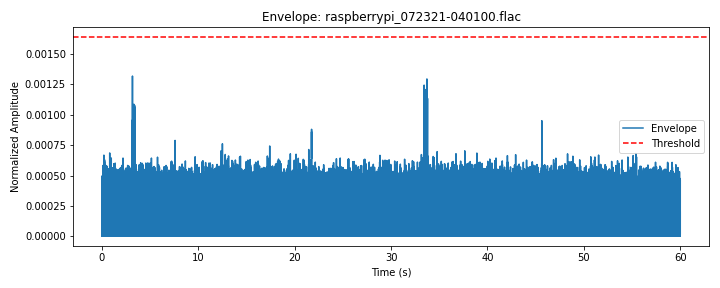 Envelope: raspberrypi_072321-040100.flac
Normalized Amplitude
0.00150
0.00125
0.00100
0.00075
0.00050
0.00025
0.00000
Envelope
Threshold
0 10 20 30 40 50 60
Time (s)